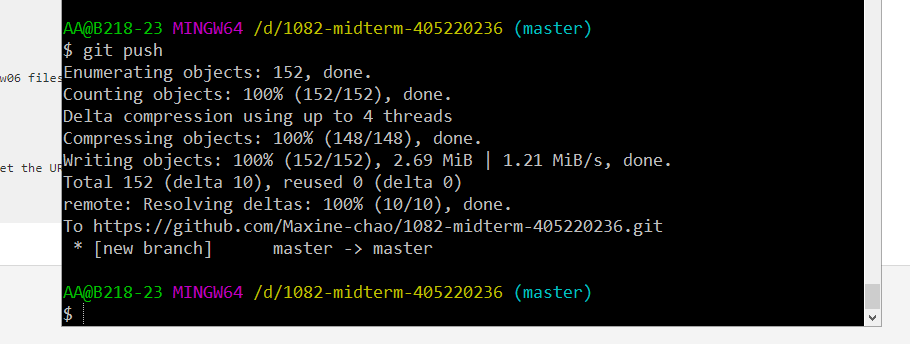 AA@B218-23 MINGW64 /d/1082-midterm-405220236 (master)
$ git push
Enumerating objects: 152, done.
w06 files
Counting objects: 100% (152/152), done.
Delta compression using up to 4 threads
Compressing objects: 100% (148/148), done.
Writing objects: 100% (152/152), 2.69 MiB | 1.21 MiB/s, done.
et the
Total 152 (delta 10), reused 0 (delta 0)
remote: Resolving deltas: 100% (10/10), done.
To https://github.com/Maxine-chao/1082-midterm-405220236.git
 * [new branch]      master -> master
AA@B218-23 MINGW64 /d/1082-midterm-405220236 (master)
$